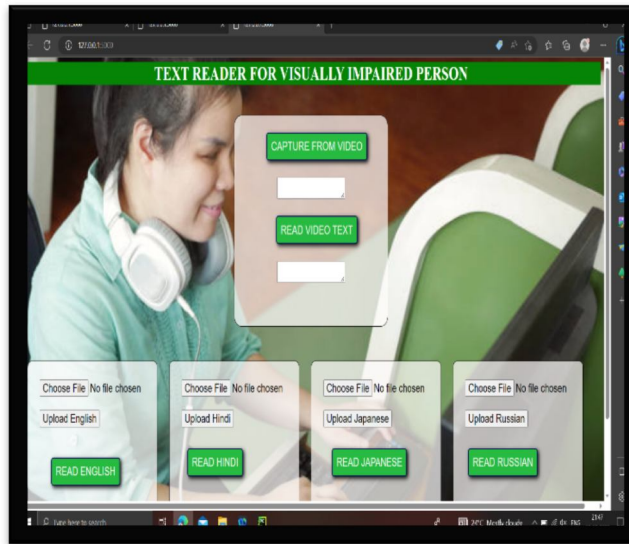 127.0.0.1:5000
TEXT READER FOR VISUALLY IMPAIRED PERSON
CAPTURE FROM VIDEO
READ VIDEO TEXT
Choose File No file chosen
Upload English
READ ENGLISH
Choose File No file chosen
Upload Hindi
READ HINDI
Choose File No file chosen
Upload Japanese
READ JAPANESE
Choose File No file chosen
Upload Russian
READ RUSSIAN
Type here to search